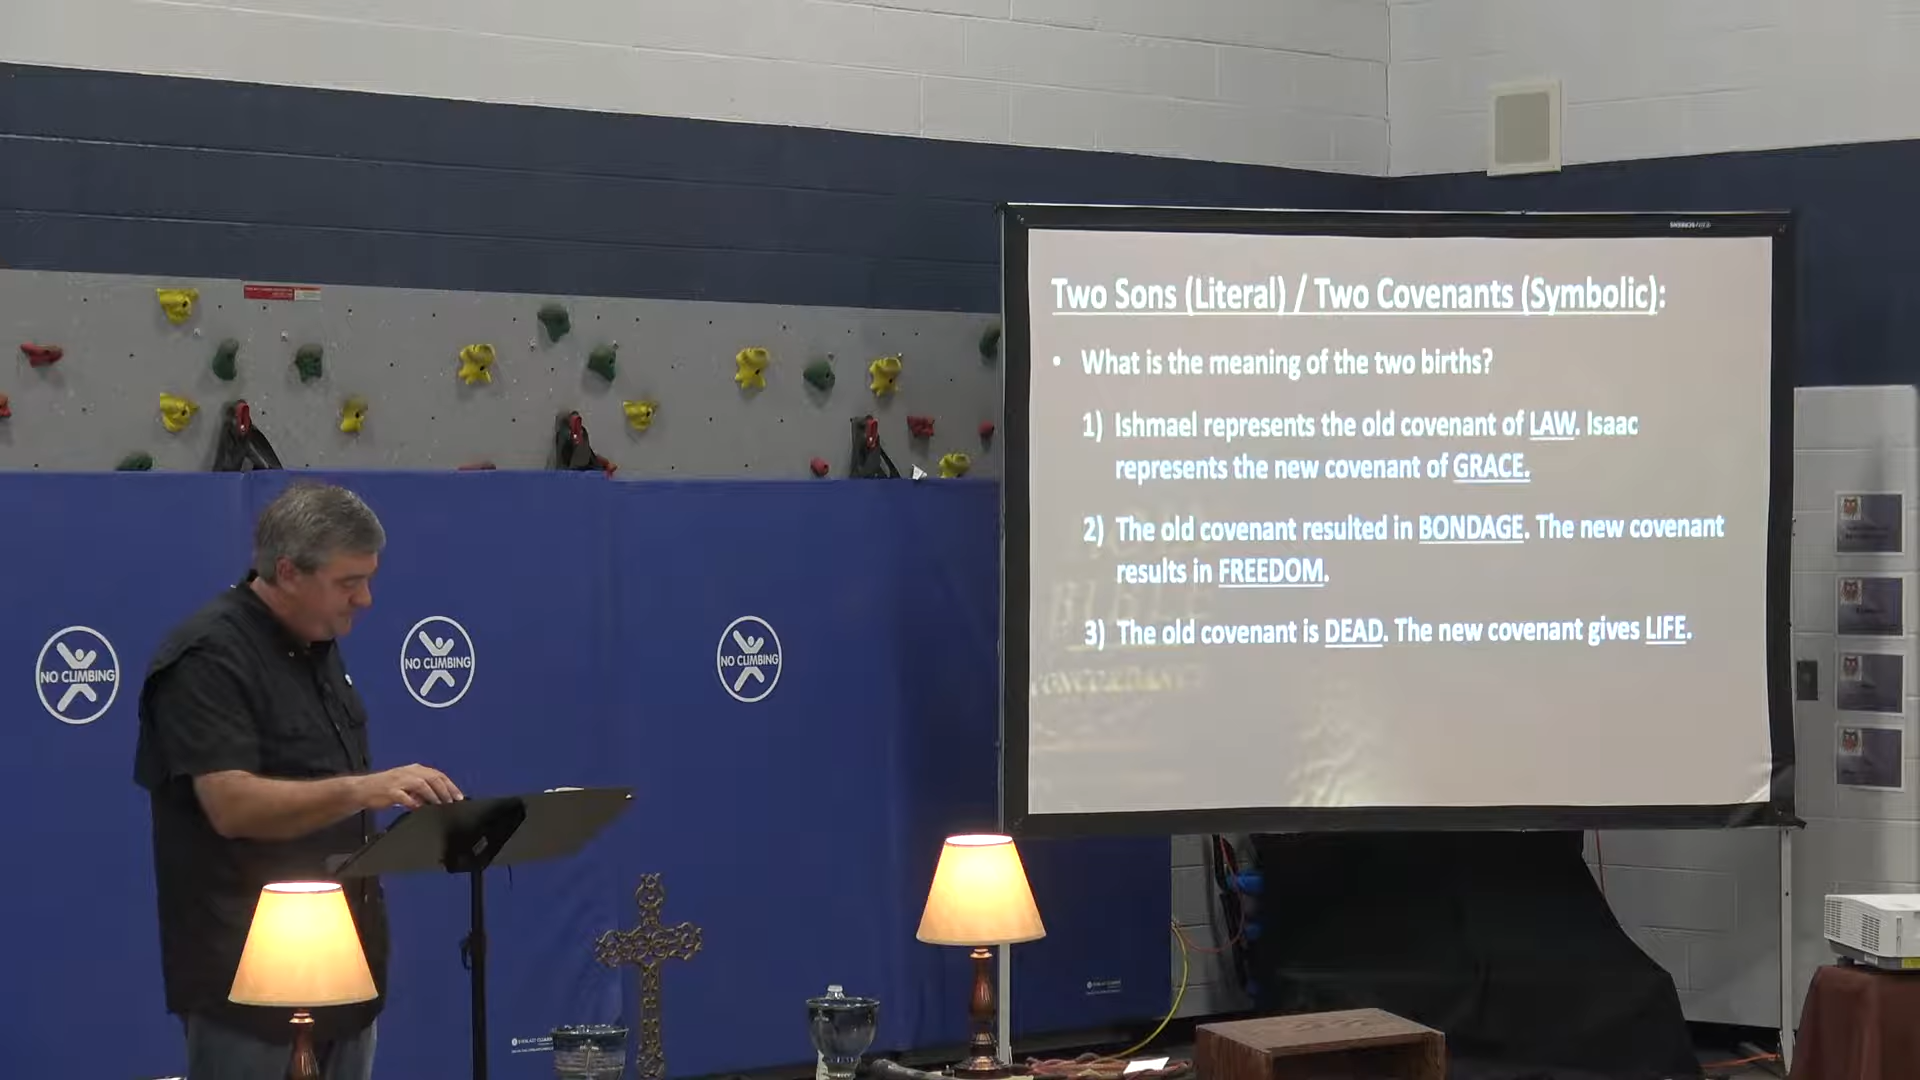 Two Sons (Literal) / Two Covenants (Symbolic):
• What is the meaning of the two births?
1) Ishmael represents the old covenant of LAW. Isaac
represents the new covenant of GRACE.
2) The old covenant resulted in BONDAGE. The new covenant
results in FREEDOM.
3) The old covenant is DEAD. The new covenant gives LIFE.
BIBLE
CONCORDANCE
NO CLIMBING
NO CLIMBING
NO CLIMBING